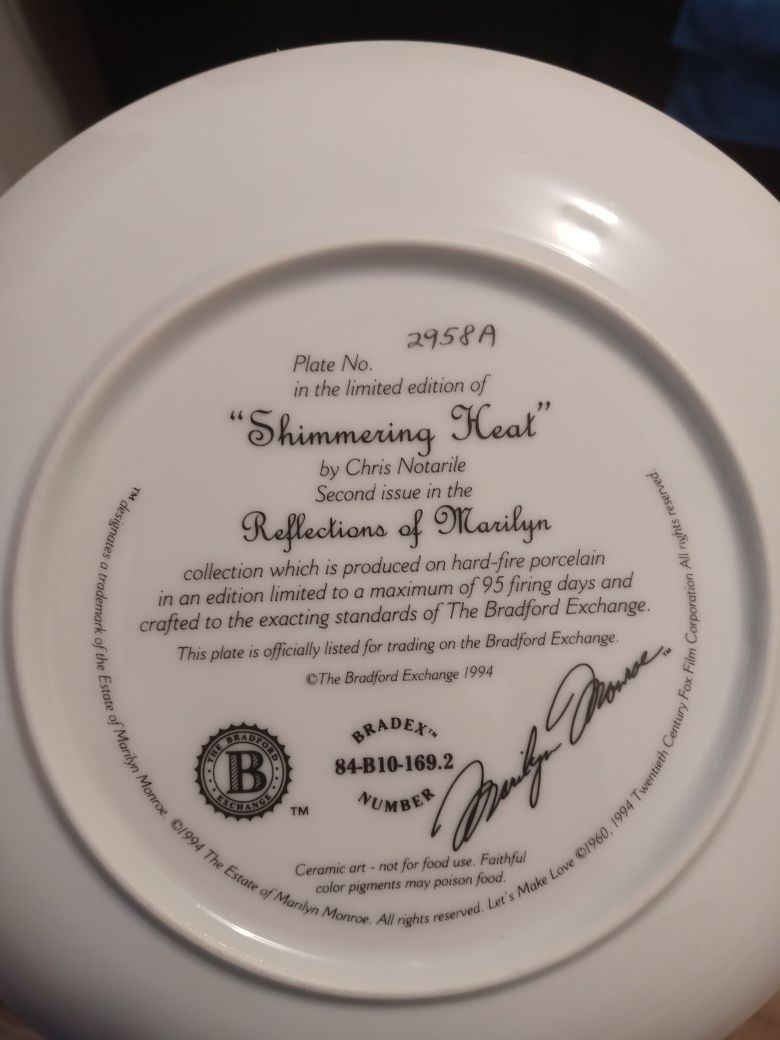 2958A
Plate No.
in the limited edition of
“Shimmering Heat”
by Chris Notarile
Second issue in the
Reflections of Marilyn
collection which is produced on hard-fire porcelain
in an edition limited to a maximum of 95 firing days and
crafted to the exacting standards of The Bradford Exchange.
This plate is officially listed for trading on the Bradford Exchange.
©The Bradford Exchange 1994
THE BRADFORD
B
EXCHANGE
TM
BRADEX™
84-B10-169.2
NUMBER
Marilyn Monroe™
Ceramic art - not for food use. Faithful
color pigments may poison food.
™ designates a trademark of the Estate of Marilyn Monroe. ©1994 The Estate of Marilyn Monroe. All rights reserved. Let's Make Love ©1960, 1994 Twentieth Century Fox Film Corporation All rights reserved.